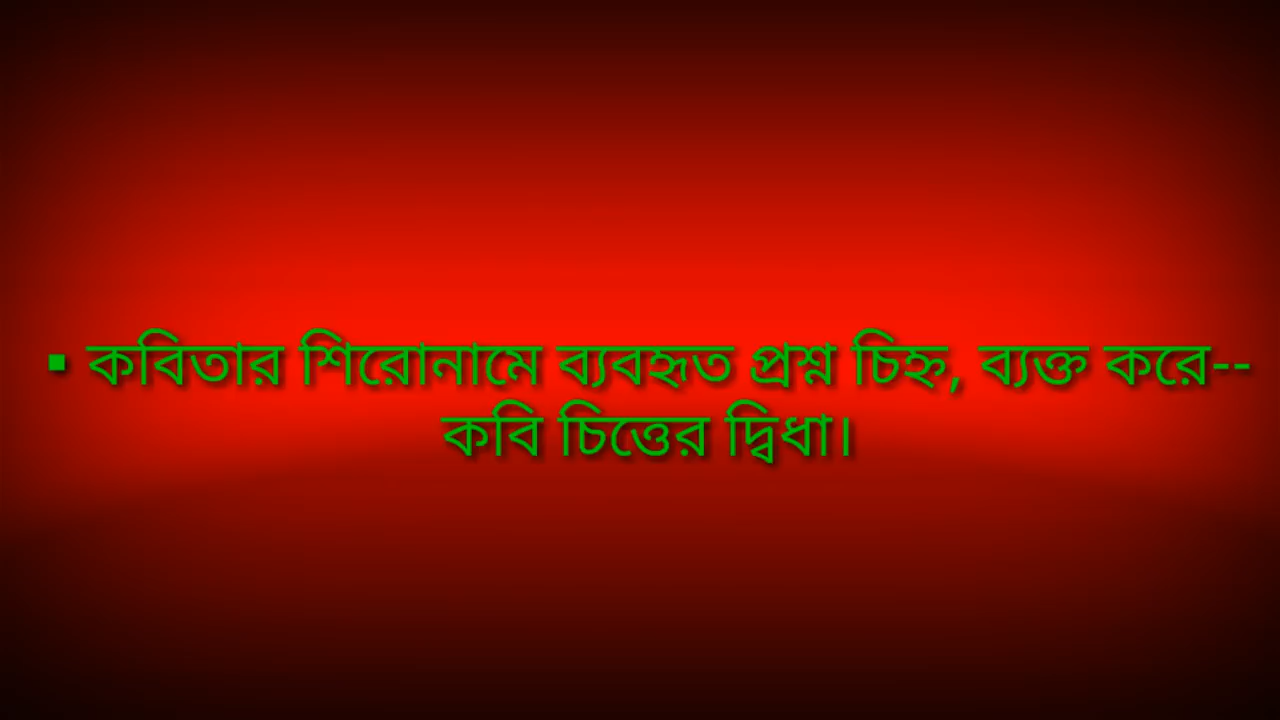 ▪ কবিতার শিরোনামে ব্যবহৃত প্রশ্ন চিহ্ন, ব্যক্ত করে--
কবি চিত্তের দ্বিধা।